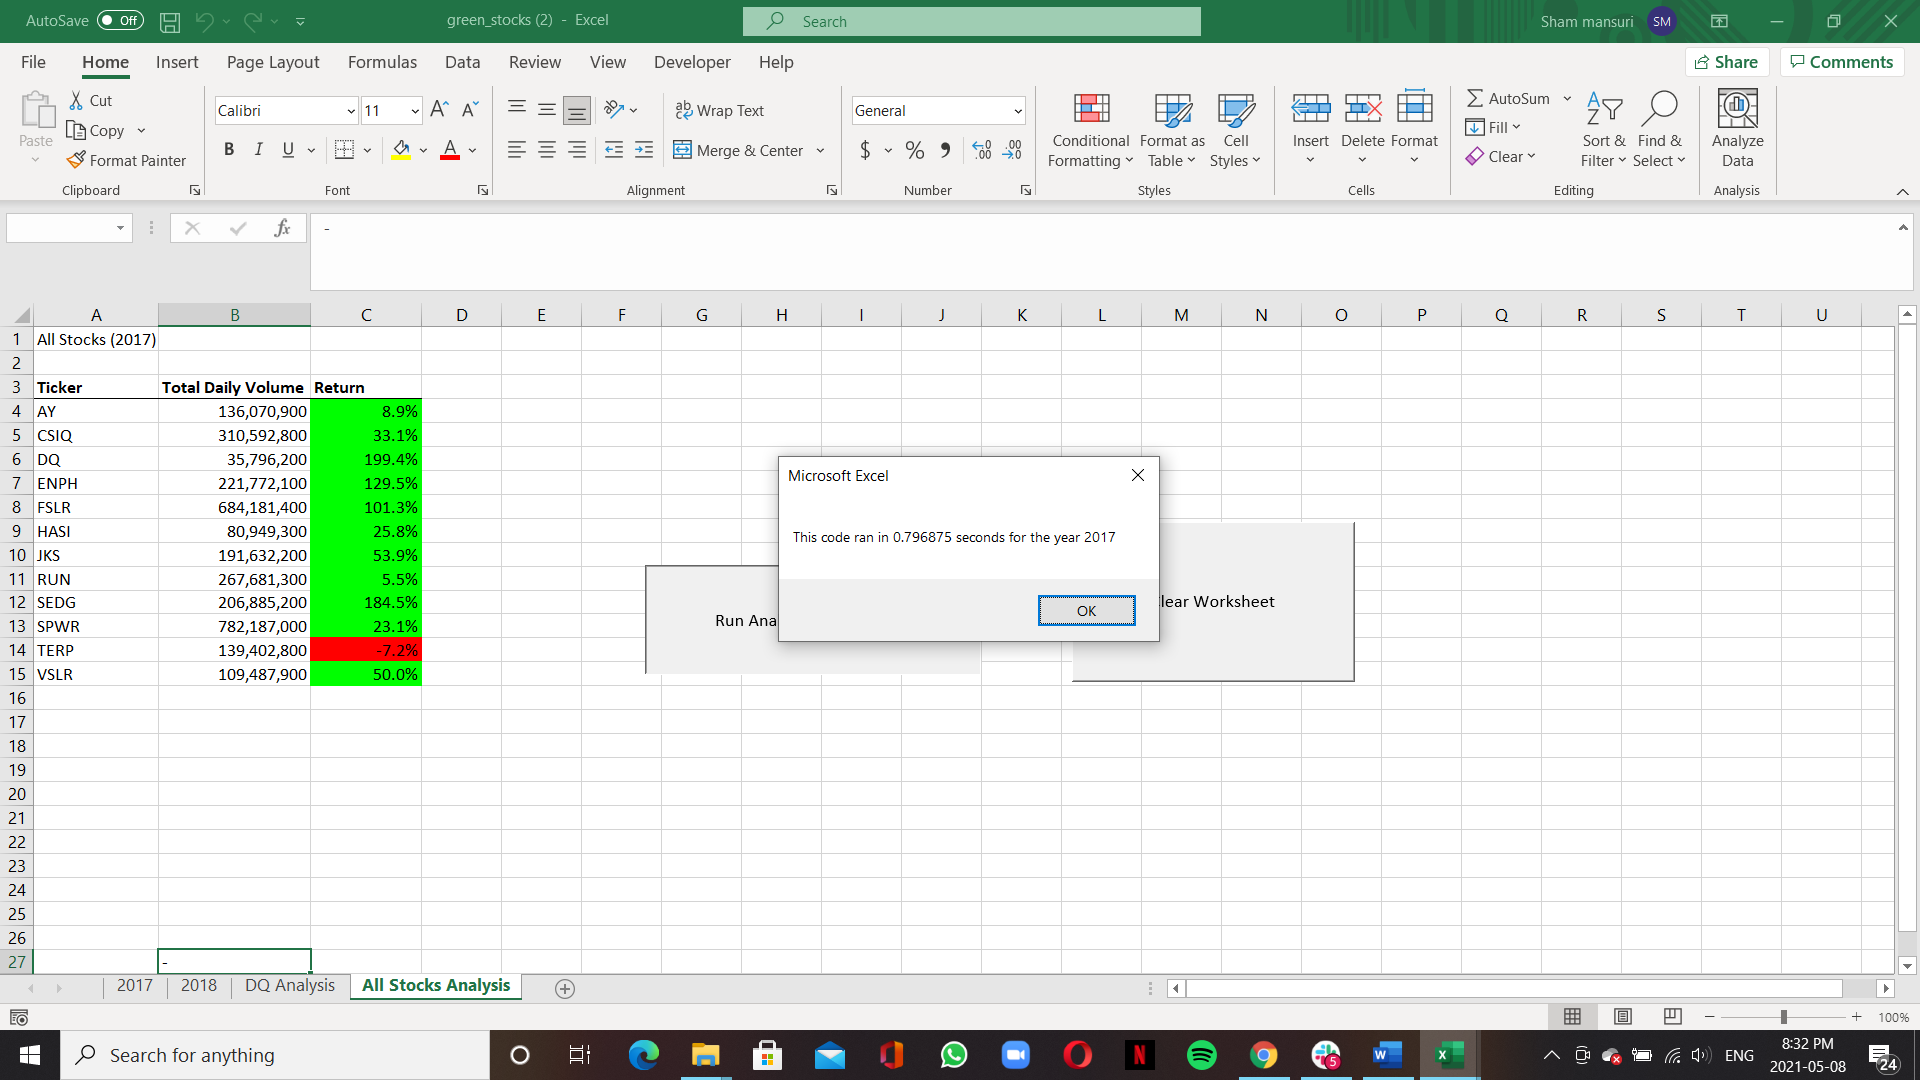 AutoSave Off green_stocks (2) - Excel Search Sham mansuri SM
File Home Insert Page Layout Formulas Data Review View Developer Help Share Comments
Paste
Cut
Copy
Format Painter
Clipboard
Calibri 11
B I U A
Font
Wrap Text
Merge & Center
Alignment
General
$ % ,
Number
Conditional Formatting
Format as Table
Cell Styles
Styles
Insert Delete Format
Cells
AutoSum
Fill
Clear
Sort & Filter
Find & Select
Editing
Analyze Data
Analysis
fx -
A B C D E F G H I J K L M N O P Q R S T U
1 All Stocks (2017)
2
3 Ticker Total Daily Volume Return
4 AY 136,070,900 8.9%
5 CSIQ 310,592,800 33.1%
6 DQ 35,796,200 199.4%
7 ENPH 221,772,100 129.5%
8 FSLR 684,181,400 101.3%
9 HASI 80,949,300 25.8%
10 JKS 191,632,200 53.9%
11 RUN 267,681,300 5.5%
12 SEDG 206,885,200 184.5%
13 SPWR 782,187,000 23.1%
14 TERP 139,402,800 -7.2%
15 VSLR 109,487,900 50.0%
16
17
18
19
20
21
22
23
24
25
26
27 -
Microsoft Excel
This code ran in 0.796875 seconds for the year 2017
OK
Run Ana
lear Worksheet
2017 2018 DQ Analysis All Stocks Analysis
100%
Search for anything
5
ENG
8:32 PM
2021-05-08
24